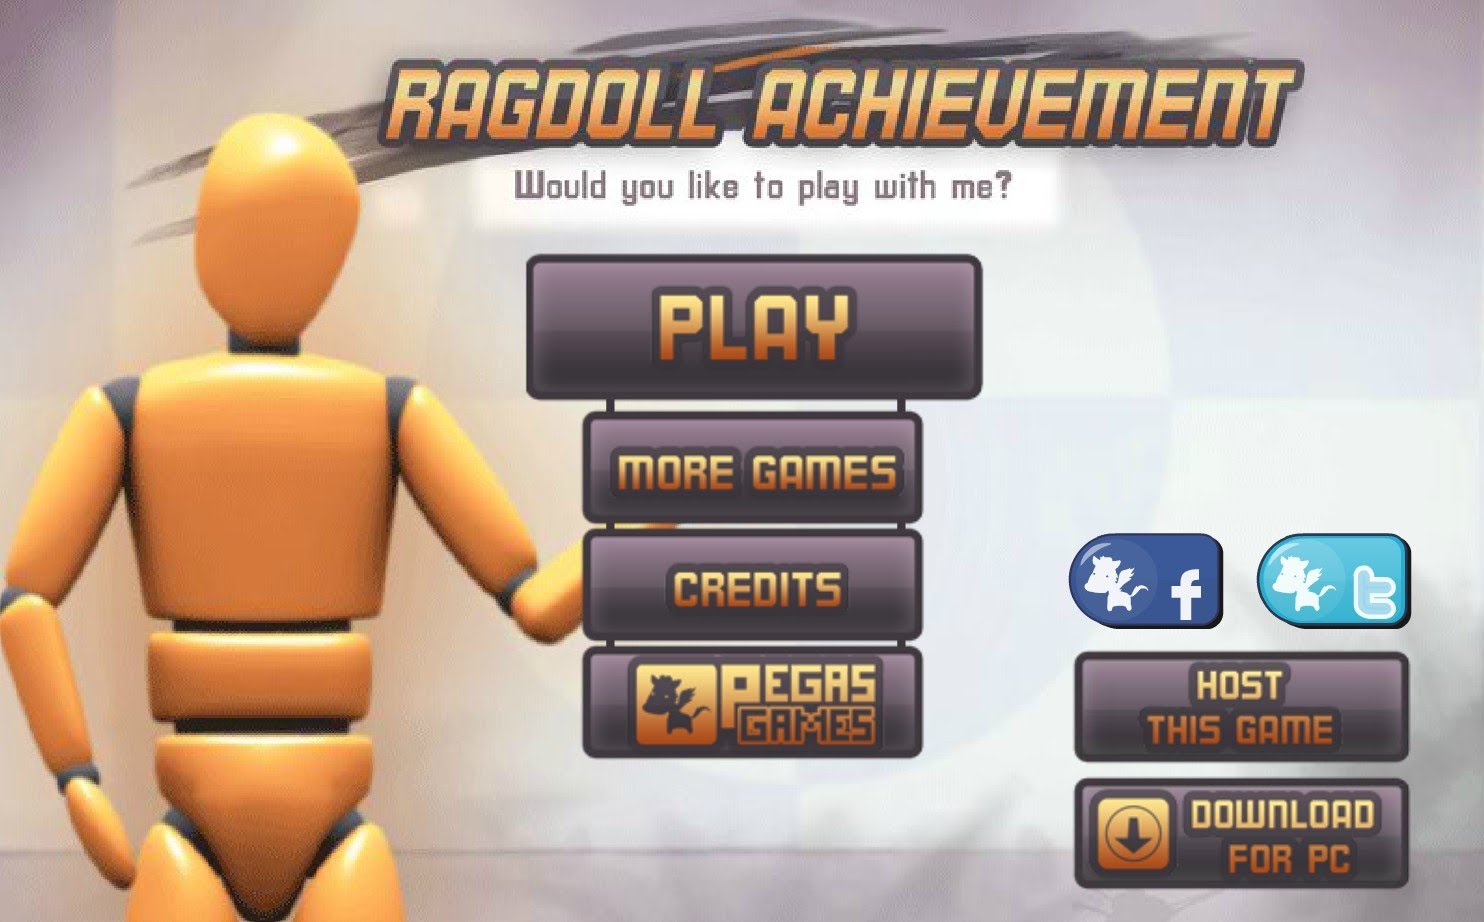 RAGDOLL ACHIEVEMENT
Would you like to play with me?
PLAY
MORE GAMES
CREDITS
PEGAS
GAMES
f
t
HOST
THIS GAME
DOWNLOAD
FOR PC